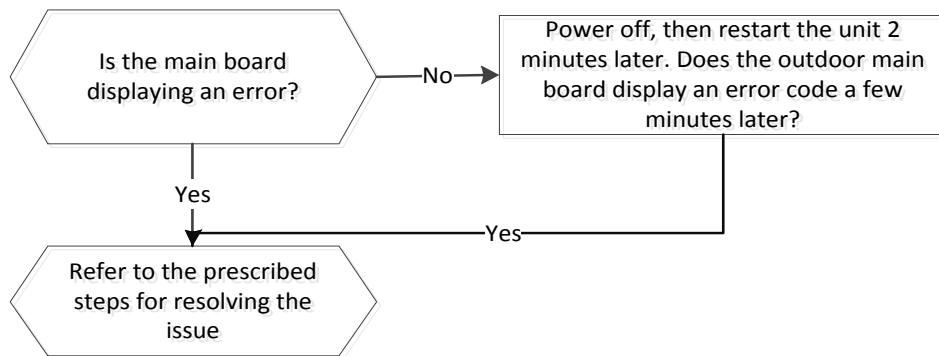 Is the main board
displaying an error?
No
Power off, then restart the unit 2
minutes later. Does the outdoor main
board display an error code a few
minutes later?
Yes
Yes
Refer to the prescribed
steps for resolving the
issue